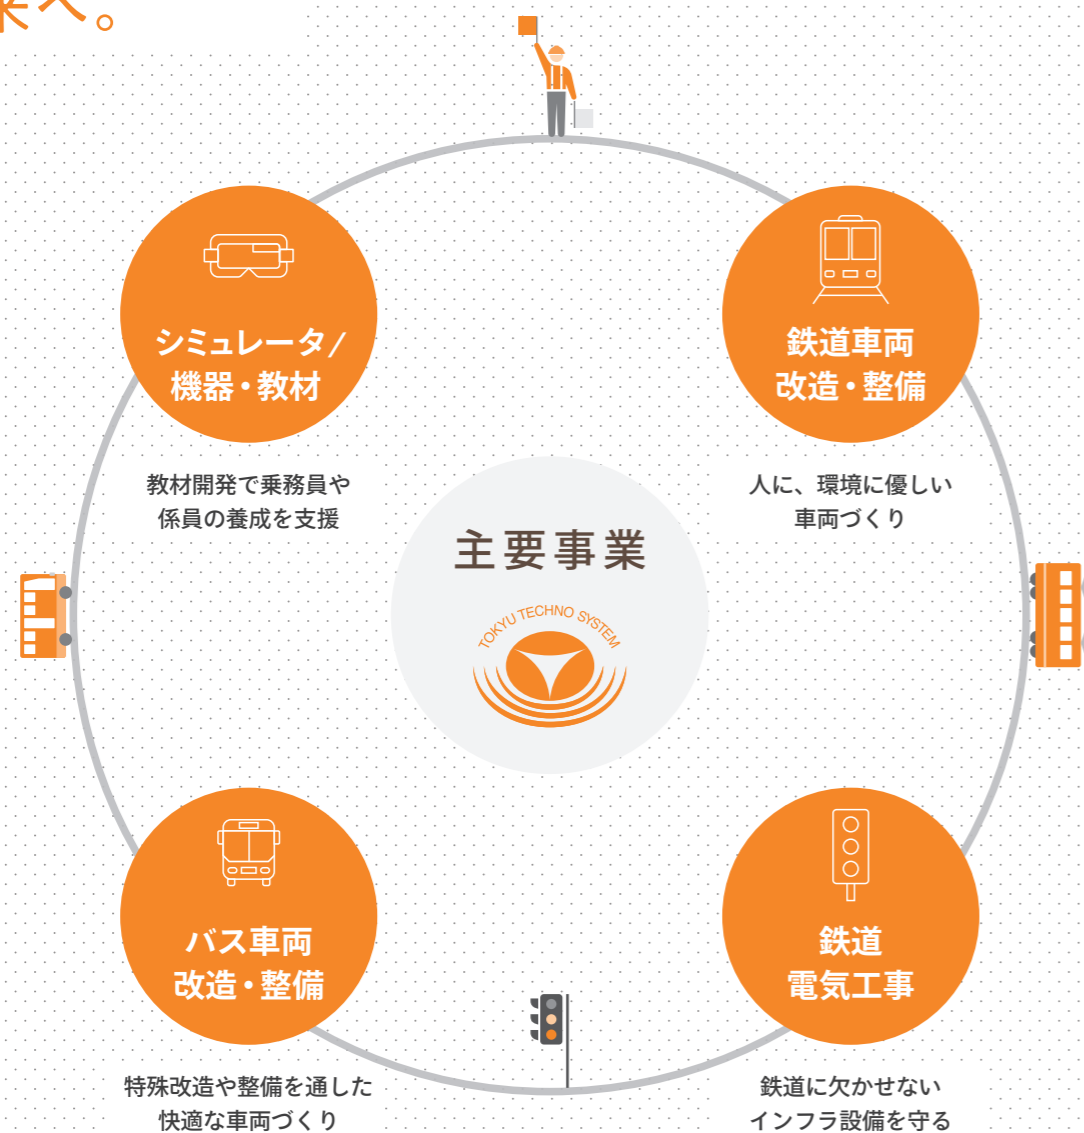 へ。
シミュレータ/
機器・教材
教材開発で乗務員や
係員の養成を支援
鉄道車両
改造・整備
人に、環境に優しい
車両づくり
主要事業
TOKYU TECHNO SYSTEM
バス車両
改造・整備
特殊改造や整備を通した
快適な車両づくり
鉄道
電気工事
鉄道に欠かせない
インフラ設備を守る